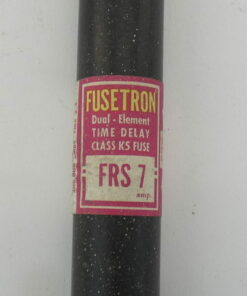 FUSETRON
Dual - Element
TIME DELAY
CLASS K5 FUSE
FRS 7
amp.